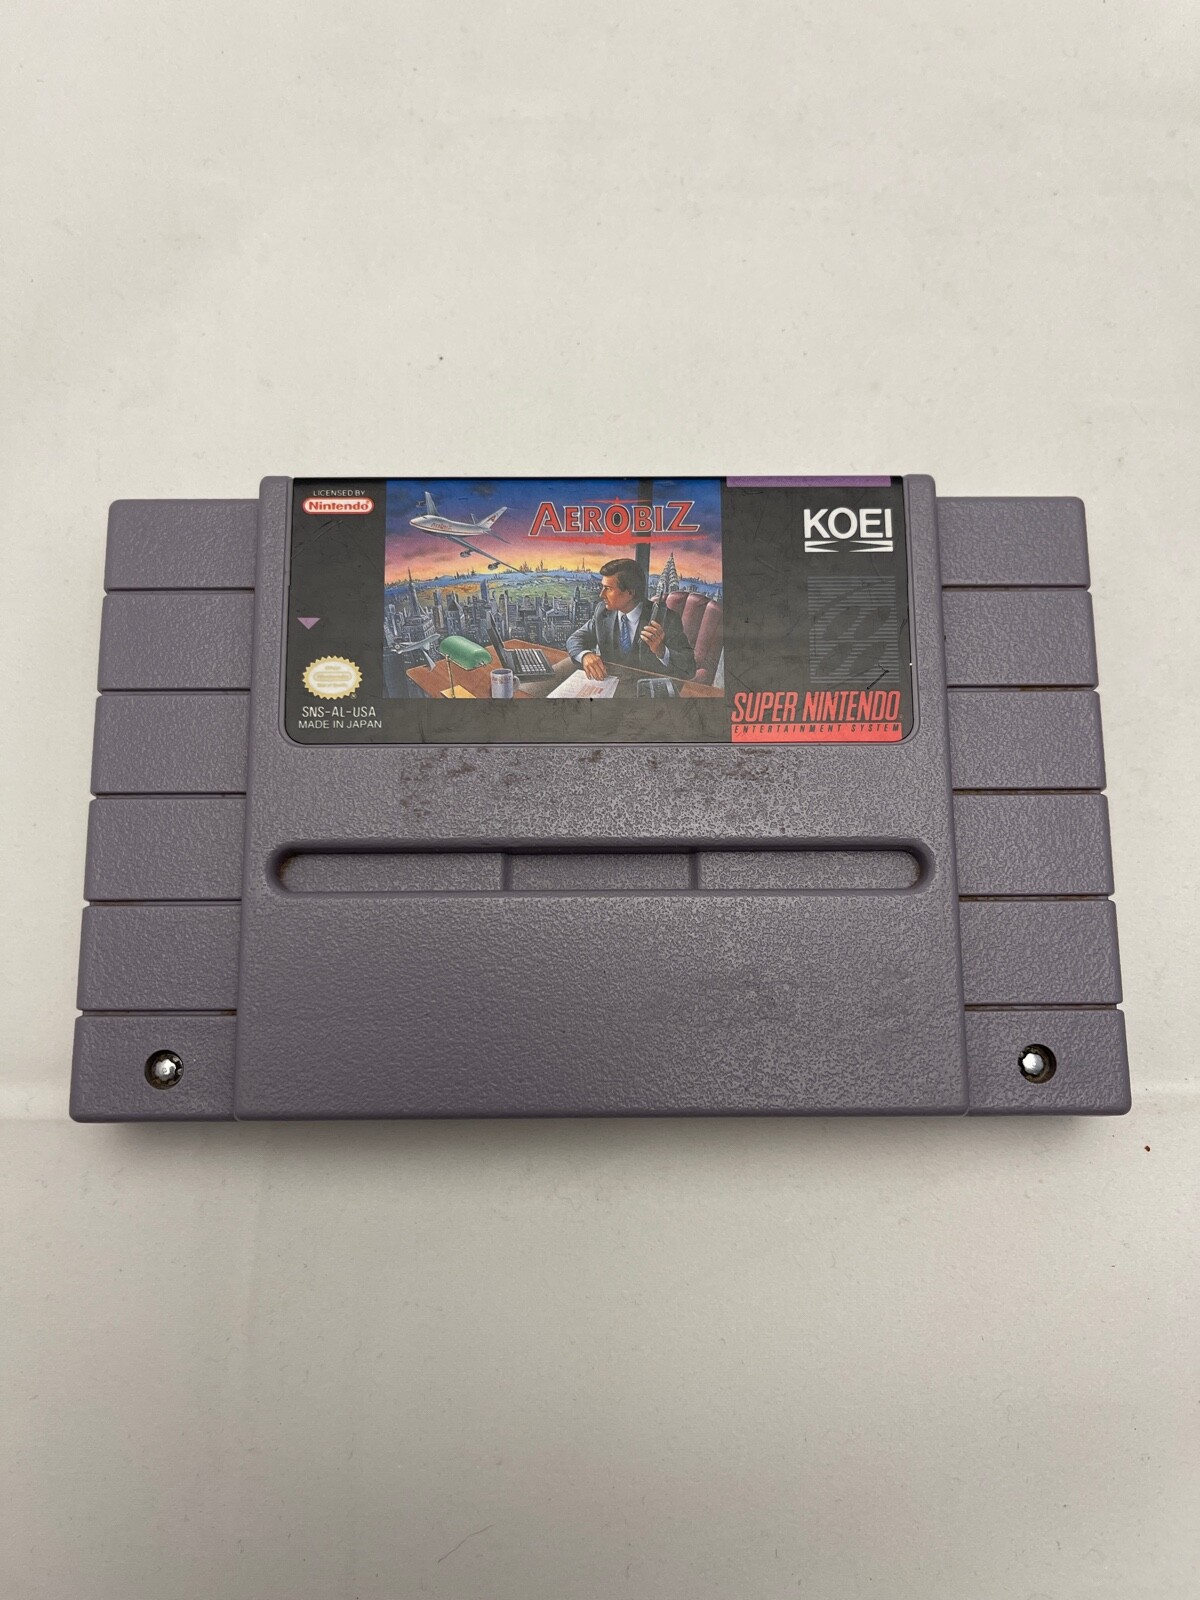 LICENSED BY
Nintendo
AEROBIZ
KOEI
SNS-AL-USA
MADE IN JAPAN
SUPER NINTENDO
ENTERTAINMENT SYSTEM